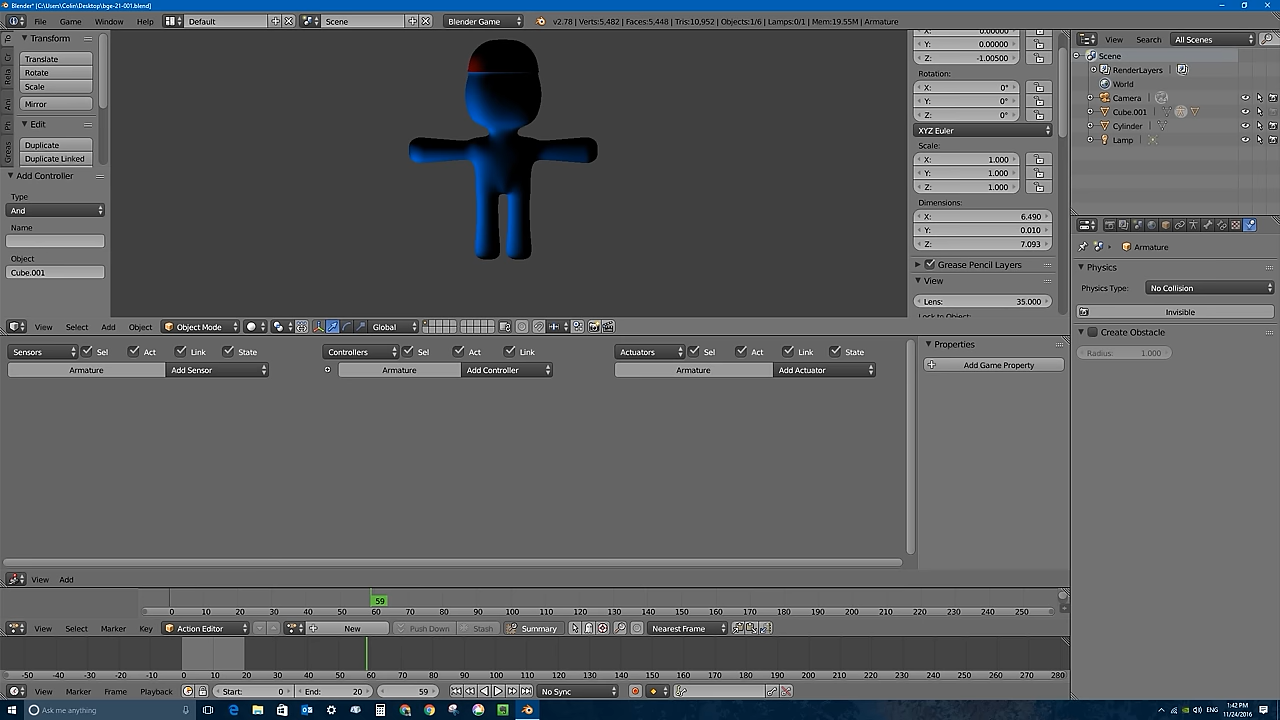 Blender* [C:\Users\Colin\Desktop\bge-21-001.blend]
File Game Window Help Default Scene Blender Game v2.78 | Verts:5,482 | Faces:5,448 | Tris:10,952 | Objects:1/6 | Lamps:0/1 | Mem:19.55M | Armature
View Search All Scenes
Transform
Translate
Rotate
Scale
Mirror
Edit
Duplicate
Duplicate Linked
Add Controller
Type
And
Name
Object
Cube.001
X: 0.00000
Y: 0.00000
Z: -1.00500
Rotation:
X: 0°
Y: 0°
Z: 0°
XYZ Euler
Scale:
X: 1.000
Y: 1.000
Z: 1.000
Dimensions:
X: 6.490
Y: 0.010
Z: 7.093
Grease Pencil Layers
View
Lens: 35.000
Scene
RenderLayers
World
Camera
Cube.001
Cylinder
Lamp
Armature
Physics
Physics Type: No Collision
Invisible
Create Obstacle
Radius: 1.000
View Select Add Object Object Mode Global
Sensors Sel Act Link State Controllers Sel Act Link Actuators Sel Act Link State
Armature Add Sensor Armature Add Controller Armature Add Actuator
Properties
Add Game Property
View Add
59
0 10 20 30 40 50 60 70 80 90 100 110 120 130 140 150 160 170 180 190 200 210 220 230 240 250
View Select Marker Key Action Editor New Push Down Stash Summary Nearest Frame
-50 -40 -30 -20 -10 0 10 20 30 40 50 60 70 80 90 100 110 120 130 140 150 160 170 180 190 200 210 220 230 240 250 260 270 280
View Marker Frame Playback Start: 0 End: 20 59 No Sync
Ask me anything
ENG
1:42 PM
11/24/2016